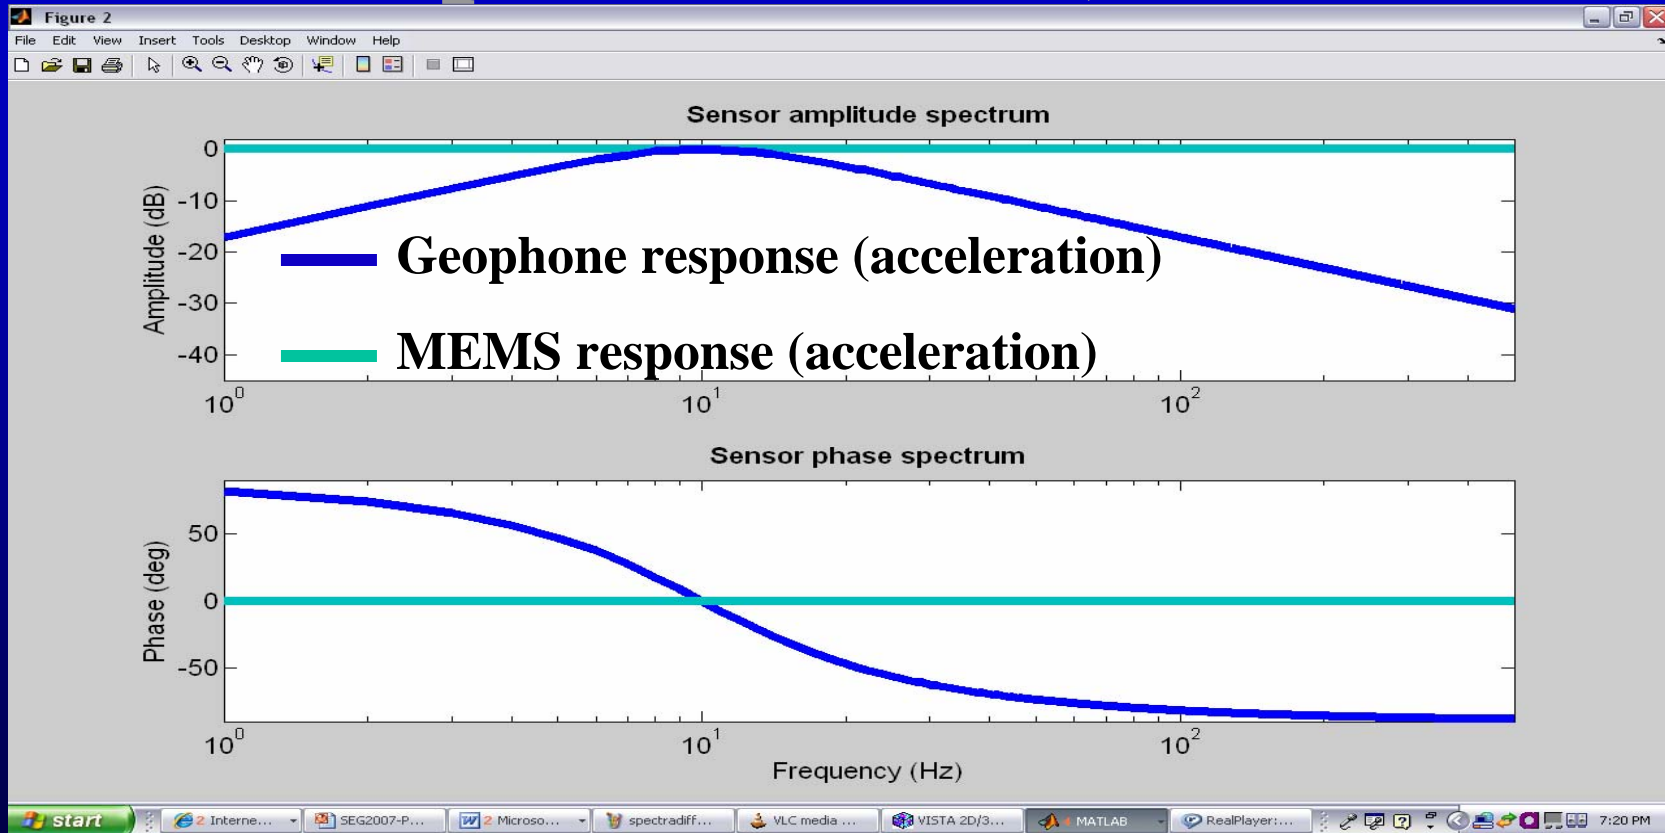 Figure 2
File Edit View Insert Tools Desktop Window Help
Sensor amplitude spectrum
Amplitude (dB)
0
-10
-20
-30
-40
Geophone response (acceleration)
MEMS response (acceleration)
10^0 10^1 10^2
Sensor phase spectrum
Phase (deg)
50
0
-50
10^0 10^1 10^2
Frequency (Hz)
start 2 Interne... SEG2007-P... 2 Microso... spectradiff... VLC media ... VISTA 2D/3... 4 MATLAB RealPlayer:... 7:20 PM